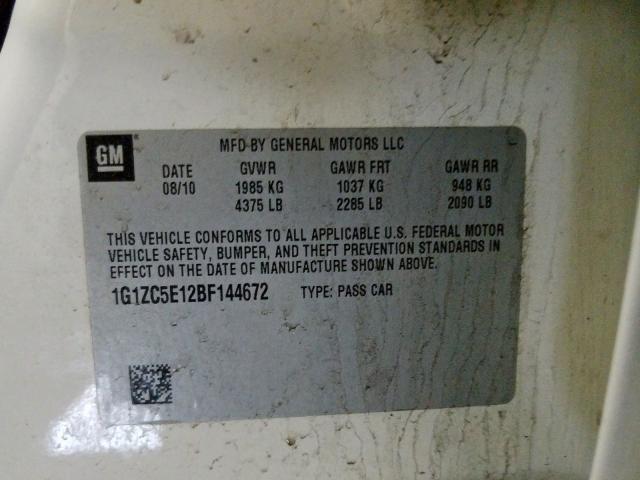 GM
MFD BY GENERAL MOTORS LLC
DATE GVWR GAWR FRT GAWR RR
08/10 1985 KG 1037 KG 948 KG
4375 LB 2285 LB 2090 LB
THIS VEHICLE CONFORMS TO ALL APPLICABLE U.S. FEDERAL MOTOR
VEHICLE SAFETY, BUMPER, AND THEFT PREVENTION STANDARDS IN
EFFECT ON THE DATE OF MANUFACTURE SHOWN ABOVE.
1G1ZC5E12BF144672 TYPE: PASS CAR